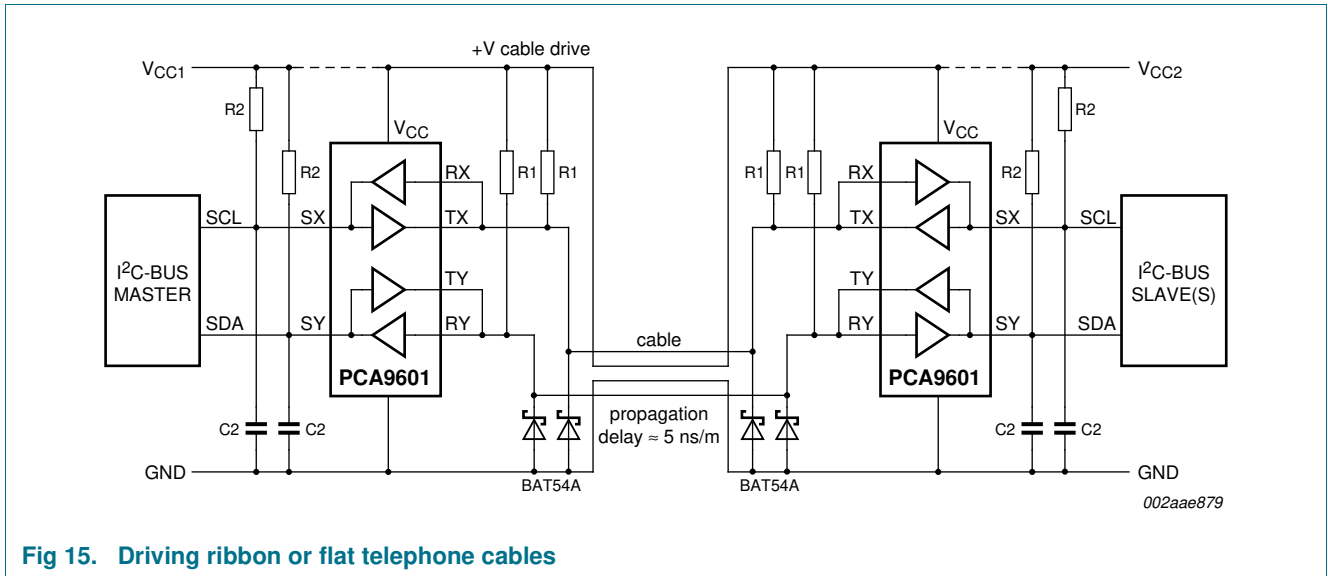 +V cable drive
VCC1
VCC2
R2
R2
VCC
RX
TX
R1
R1
R1
R1
RX
TX
VCC
R2
R2
I2C-BUS
MASTER
SCL
SX
SX
SCL
I2C-BUS
SLAVE(S)
SDA
SY
TY
RY
TY
RY
SY
SDA
PCA9601
cable
PCA9601
C2
C2
propagation
delay ≈ 5 ns/m
C2
C2
GND
BAT54A
BAT54A
GND
002aae879
Fig 15. Driving ribbon or flat telephone cables